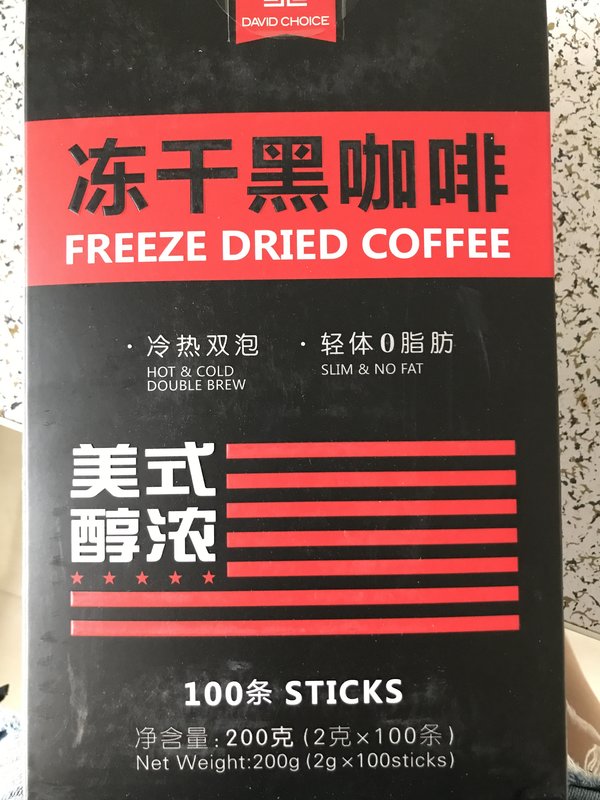 DAVID CHOICE
冻干黑咖啡
FREEZE DRIED COFFEE
· 冷热双泡
HOT & COLD
DOUBLE BREW
· 轻体0脂肪
SLIM & NO FAT
美式
醇浓
100条 STICKS
净含量:200克(2克×100条)
Net Weight:200g(2g×100sticks)